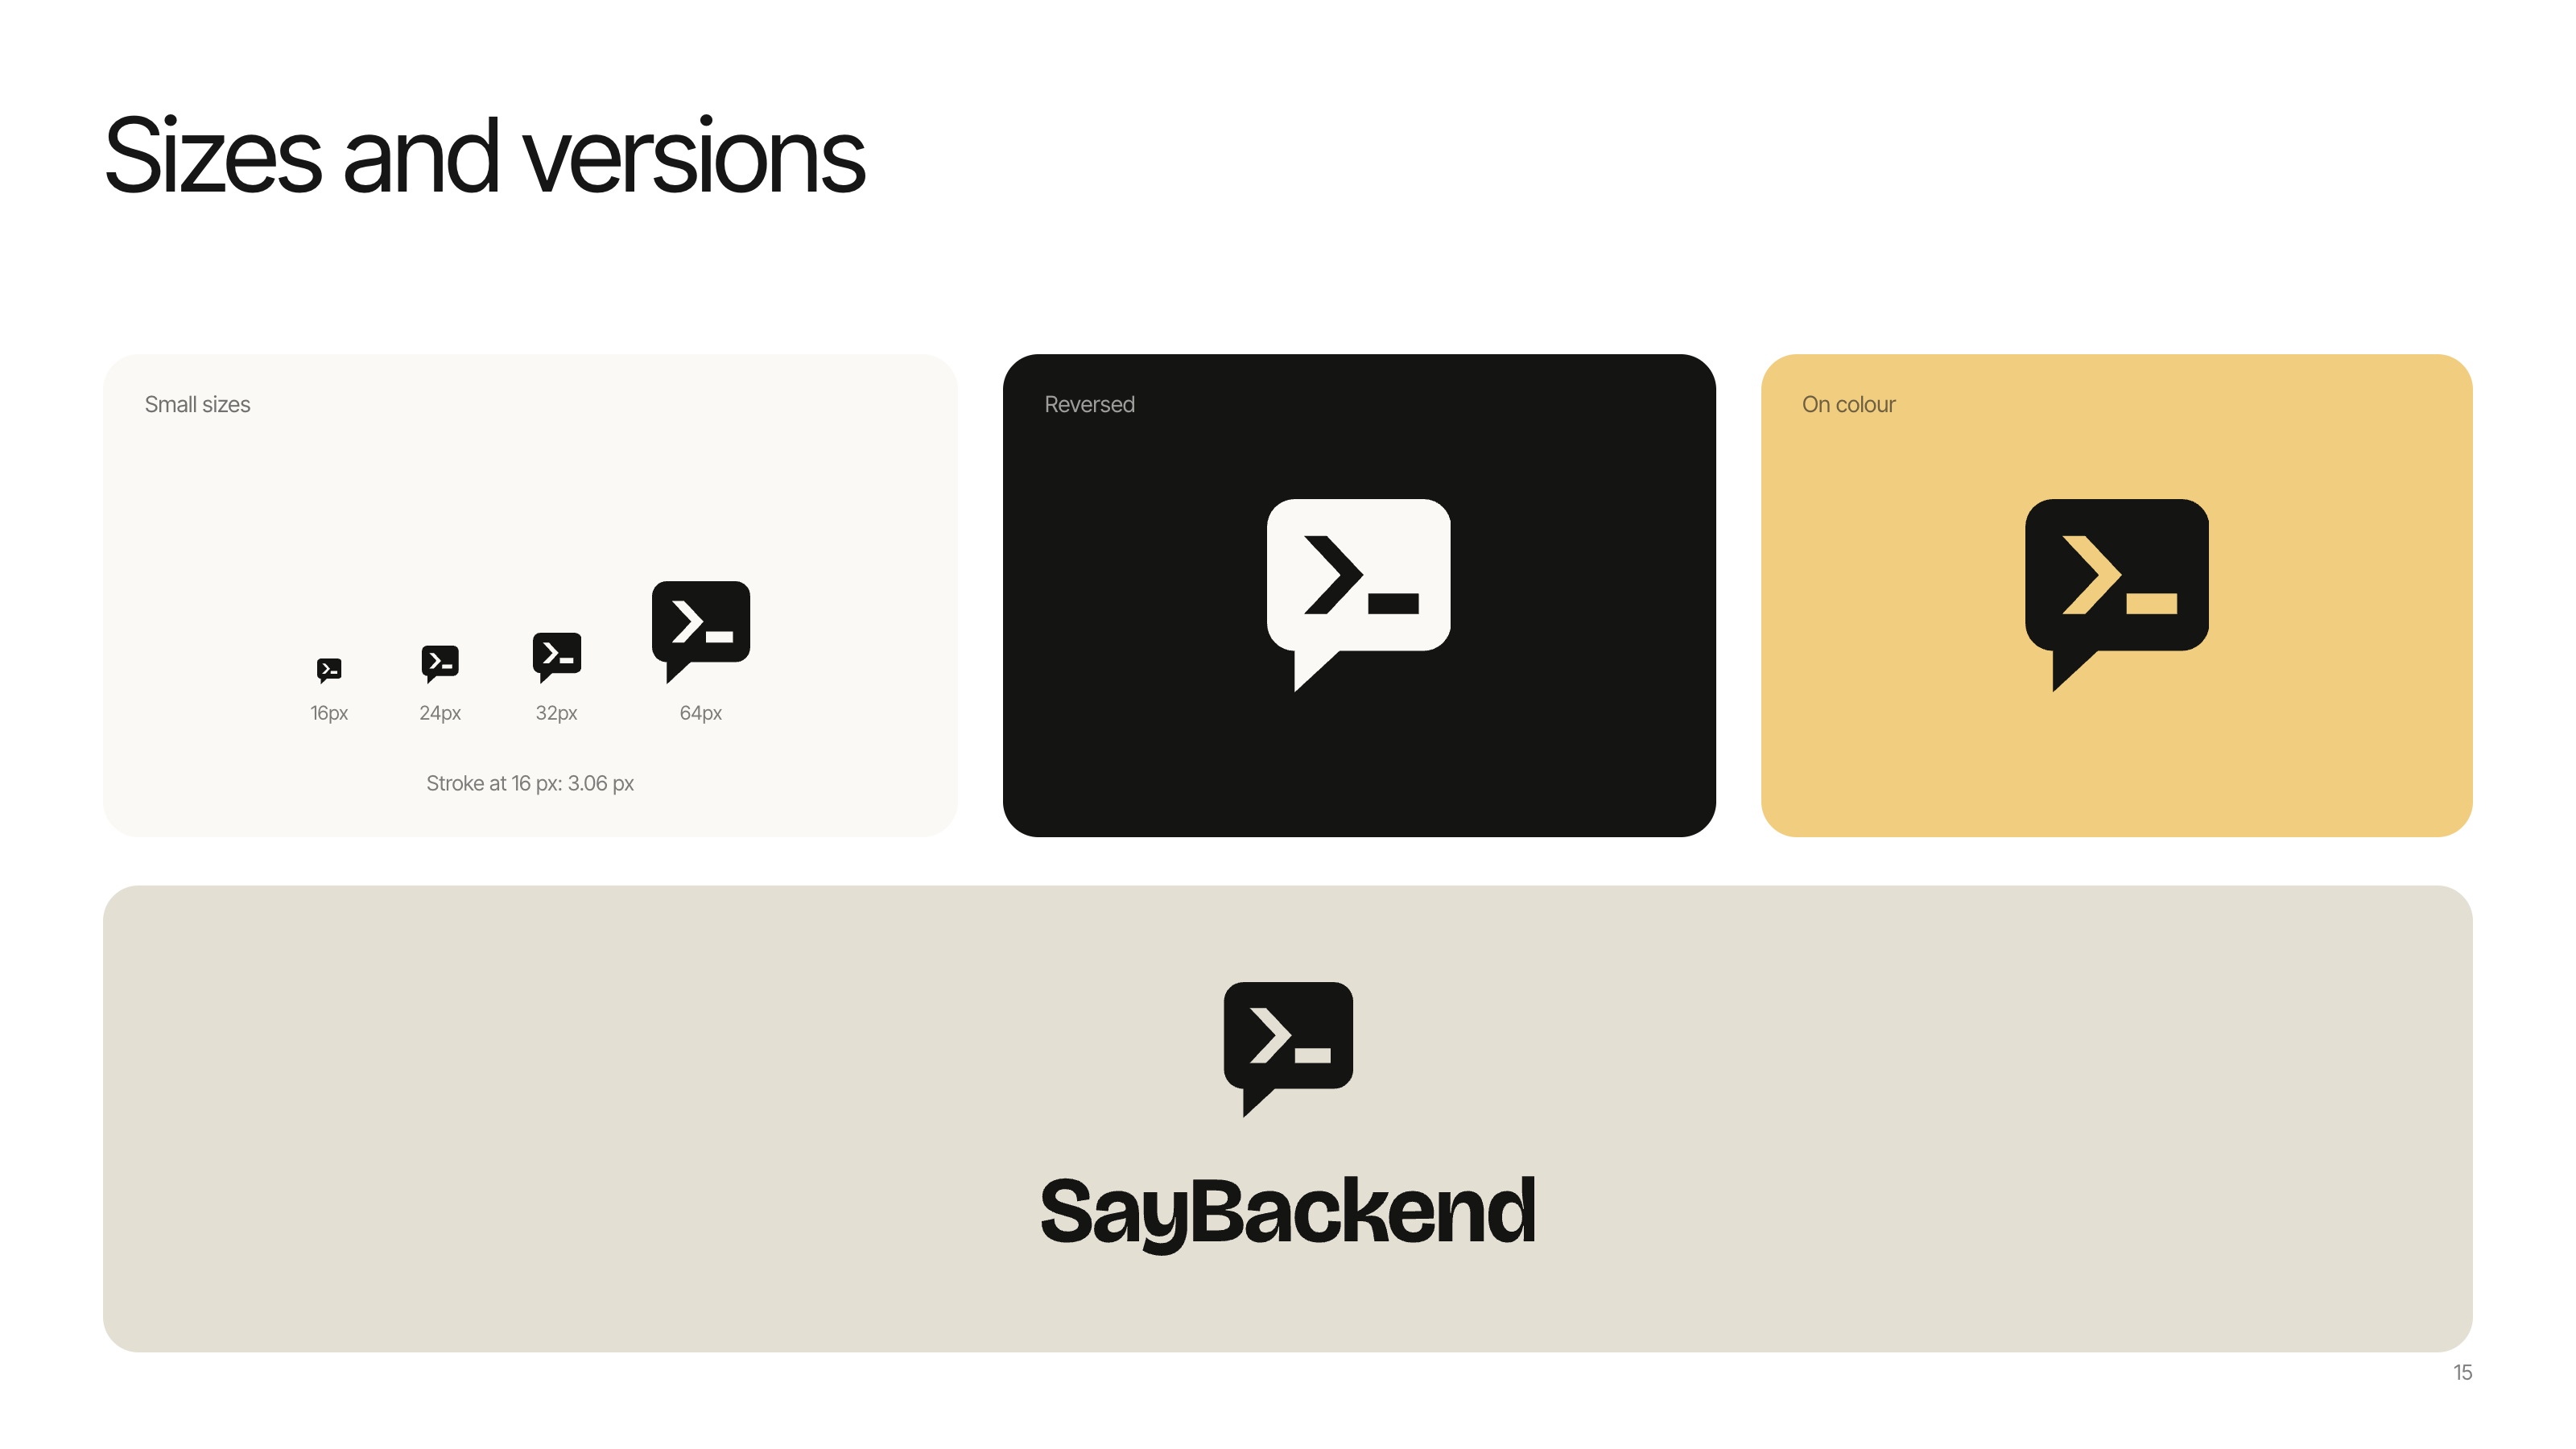 Sizes and versions
Small sizes
16px
24px
32px
64px
Stroke at 16 px: 3.06 px
Reversed
On colour
SayBackend
15